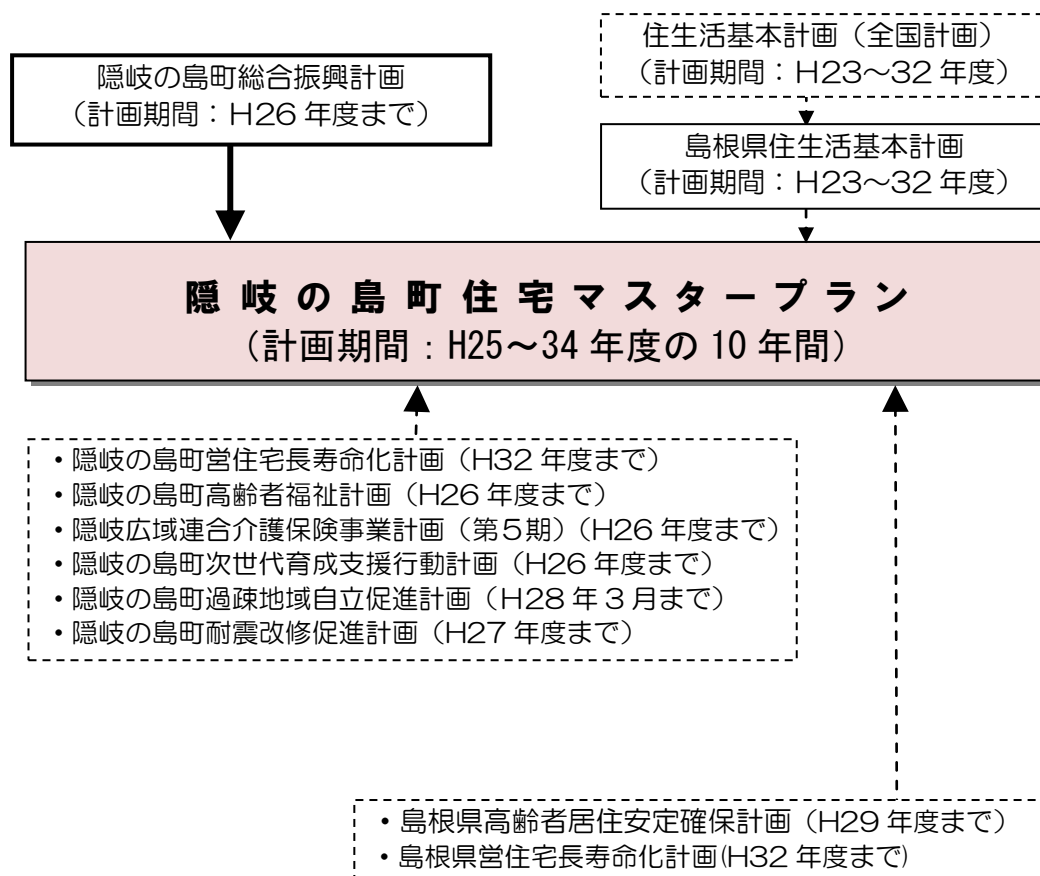 隠岐の島町総合振興計画
（計画期間：H26 年度まで）
住生活基本計画（全国計画）
（計画期間：H23～32 年度）
島根県住生活基本計画
（計画期間：H23～32 年度）
隠岐の島町住宅マスタープラン
（計画期間：H25～34 年度の 10 年間）
・隠岐の島町営住宅長寿命化計画（H32 年度まで）
・隠岐の島町高齢者福祉計画（H26 年度まで）
・隠岐広域連合介護保険事業計画（第５期）（H26 年度まで）
・隠岐の島町次世代育成支援行動計画（H26 年度まで）
・隠岐の島町過疎地域自立促進計画（H28 年 3 月まで）
・隠岐の島町耐震改修促進計画（H27 年度まで）
・島根県高齢者居住安定確保計画（H29 年度まで）
・島根県営住宅長寿命化計画(H32 年度まで)